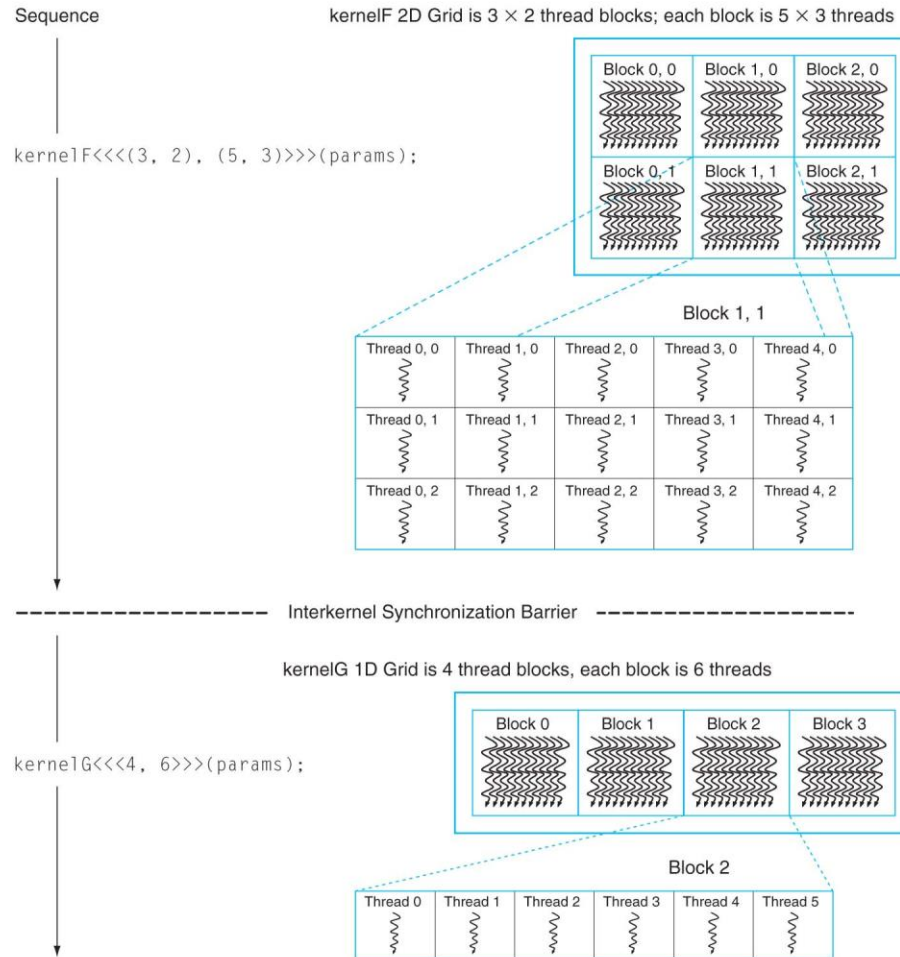 Sequence
kernelF 2D Grid is 3 × 2 thread blocks; each block is 5 × 3 threads
Block 0, 0 Block 1, 0 Block 2, 0
kernelF<<<(3, 2), (5, 3)>>>(params);
Block 0, 1 Block 1, 1 Block 2, 1
Block 1, 1
Thread 0, 0 Thread 1, 0 Thread 2, 0 Thread 3, 0 Thread 4, 0
Thread 0, 1 Thread 1, 1 Thread 2, 1 Thread 3, 1 Thread 4, 1
Thread 0, 2 Thread 1, 2 Thread 2, 2 Thread 3, 2 Thread 4, 2
Interkernel Synchronization Barrier
kernelG 1D Grid is 4 thread blocks, each block is 6 threads
Block 0 Block 1 Block 2 Block 3
kernelG<<<4, 6>>>(params);
Block 2
Thread 0 Thread 1 Thread 2 Thread 3 Thread 4 Thread 5